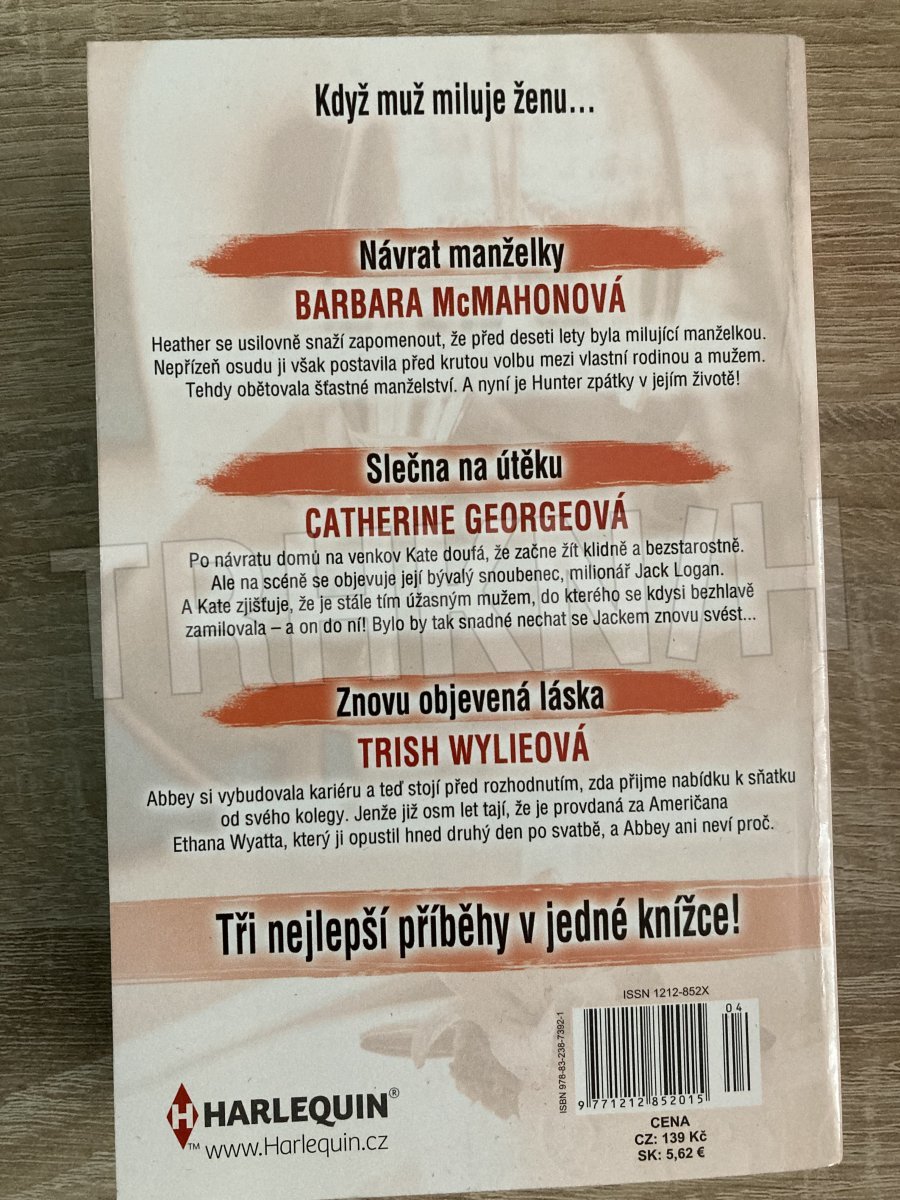 Když muž miluje ženu...
Návrat manželky
BARBARA McMAHONOVÁ
Heather se usilovně snaží zapomenout, že před deseti lety byla milující manželkou.
Nepřízeň osudu ji však postavila před krutou volbu mezi vlastní rodinou a mužem.
Tehdy obětovala šťastné manželství. A nyní je Hunter zpátky v jejím životě!
Slečna na útěku
CATHERINE GEORGEOVÁ
Po návratu domů na venkov Kate doufá, že začne žít klidně a bezstarostně.
Ale na scéně se objevuje její bývalý snoubenec, milionář Jack Logan.
A Kate zjišťuje, že je stále tím úžasným mužem, do kterého se kdysi bezhlavě
zamilovala – a on do ní! Bylo by tak snadné nechat se Jackem znovu svést...
TRHKNIH
Znovu objevená láska
TRISH WYLIEOVÁ
Abbey si vybudovala kariéru a teď stojí před rozhodnutím, zda přijme nabídku k sňatku
od svého kolegy. Jenže již osm let tají, že je provdaná za Američana
Ethana Wyatta, který ji opustil hned druhý den po svatbě, a Abbey ani neví proč.
Tři nejlepší příběhy v jedné knížce!
ISSN 1212-852X
04
ISBN 978-83-238-7392-1
9 771212 852015
CENA
CZ: 139 Kč
SK: 5,62 €
H HARLEQUIN®
™ www.Harlequin.cz